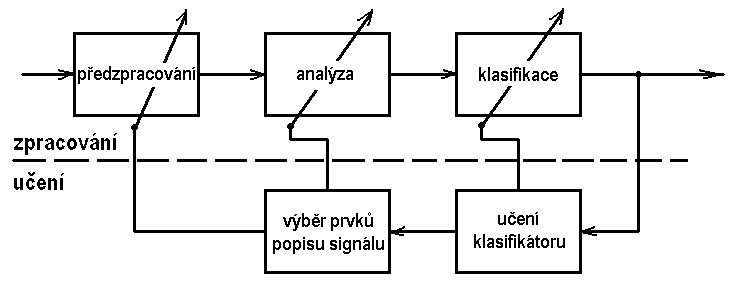 předzpracování
analýza
klasifikace
zpracování
učení
výběr prvků
popisu signálu
učení
klasifikátoru